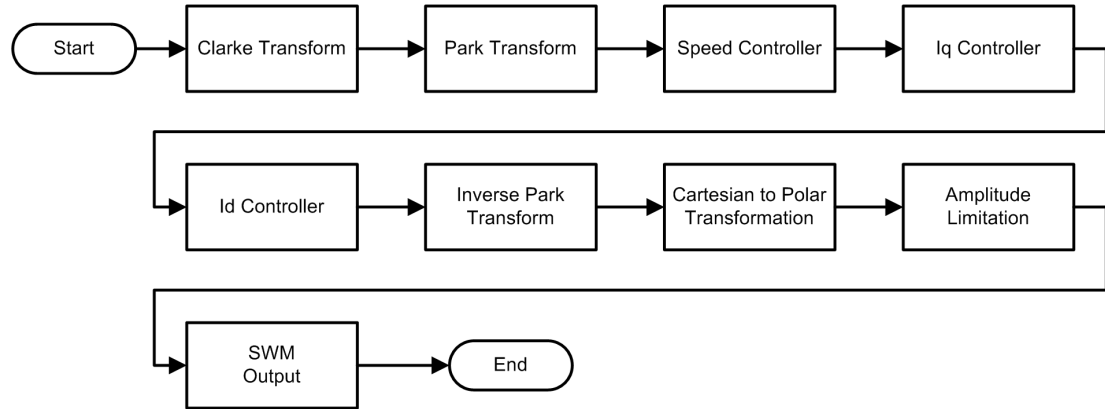 Start
Clarke Transform
Park Transform
Speed Controller
Iq Controller
Id Controller
Inverse Park
Transform
Cartesian to Polar
Transformation
Amplitude
Limitation
SWM
Output
End